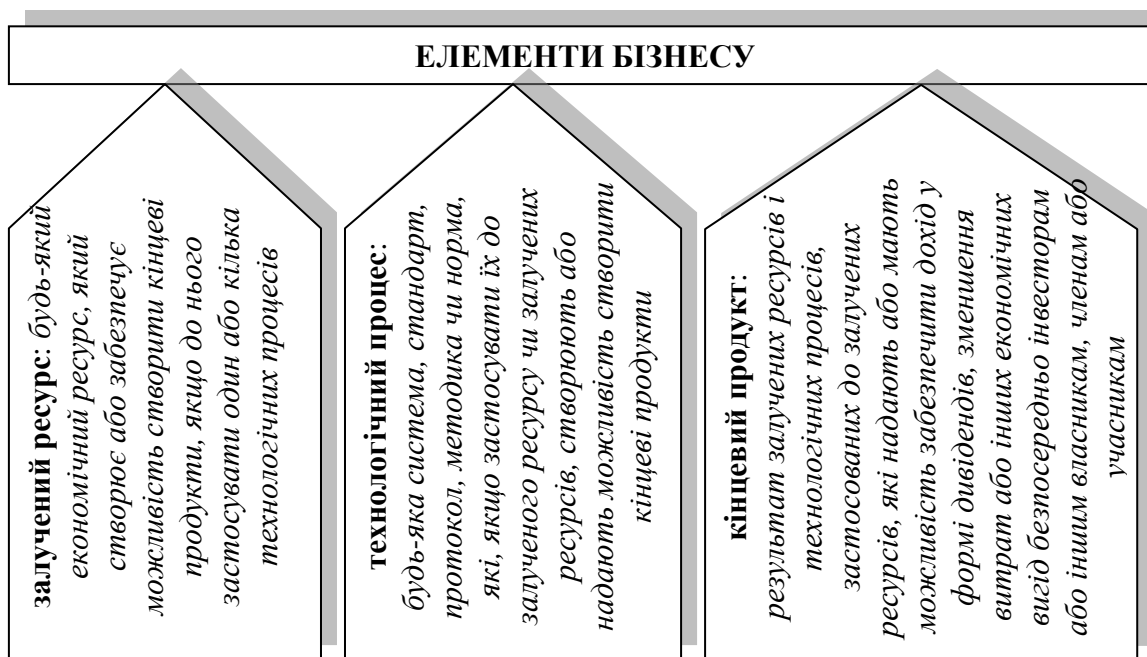 ЕЛЕМЕНТИ БІЗНЕСУ
залучений ресурс: будь-який
економічний ресурс, який
створює або забезпечує
можливість створити кінцеві
продукти, якщо до нього
застосувати один або кілька
технологічних процесів
технологічний процес:
будь-яка система, стандарт,
протокол, методика чи норма,
які, якщо застосувати їх до
залученого ресурсу чи залучених
ресурсів, створюють або
надають можливість створити
кінцеві продукти
кінцевий продукт:
результат залучених ресурсів і
технологічних процесів,
застосованих до залучених
ресурсів, які надають або мають
можливість забезпечити дохід у
формі дивідендів, зменшення
витрат або інших економічних
вигід безпосередньо інвесторам
або іншим власникам, членам або
учасникам